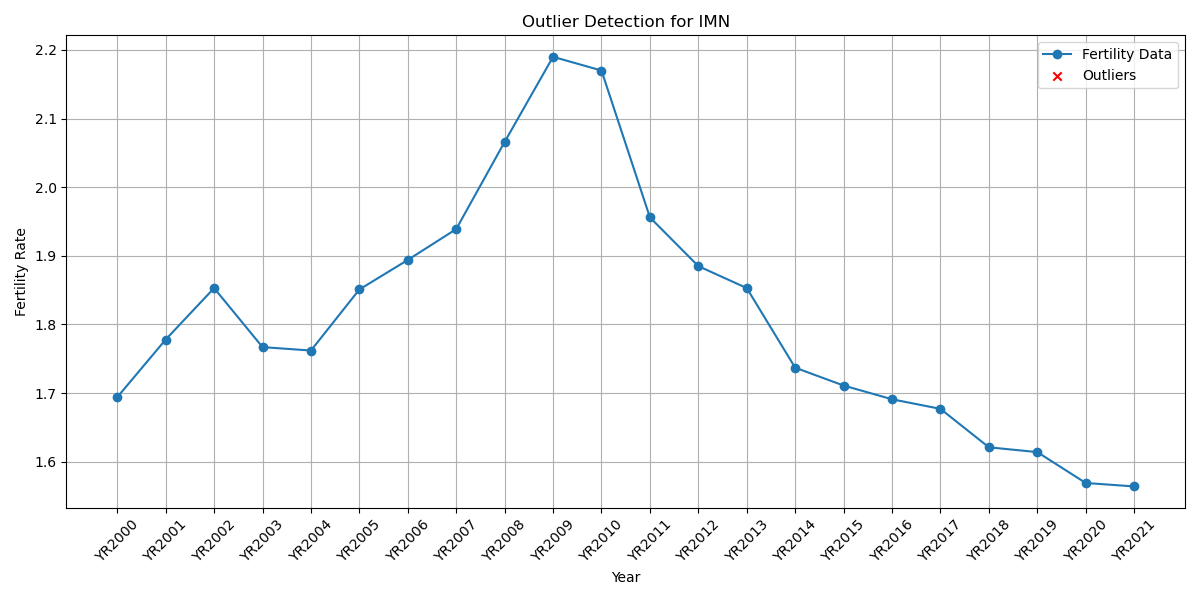 Outlier Detection for IMN
Fertility Data
Outliers
Fertility Rate
2.2
2.1
2.0
1.9
1.8
1.7
1.6
YR2000
YR2001
YR2002
YR2003
YR2004
YR2005
YR2006
YR2007
YR2008
YR2009
YR2010
YR2011
YR2012
YR2013
YR2014
YR2015
YR2016
YR2017
YR2018
YR2019
YR2020
YR2021
Year